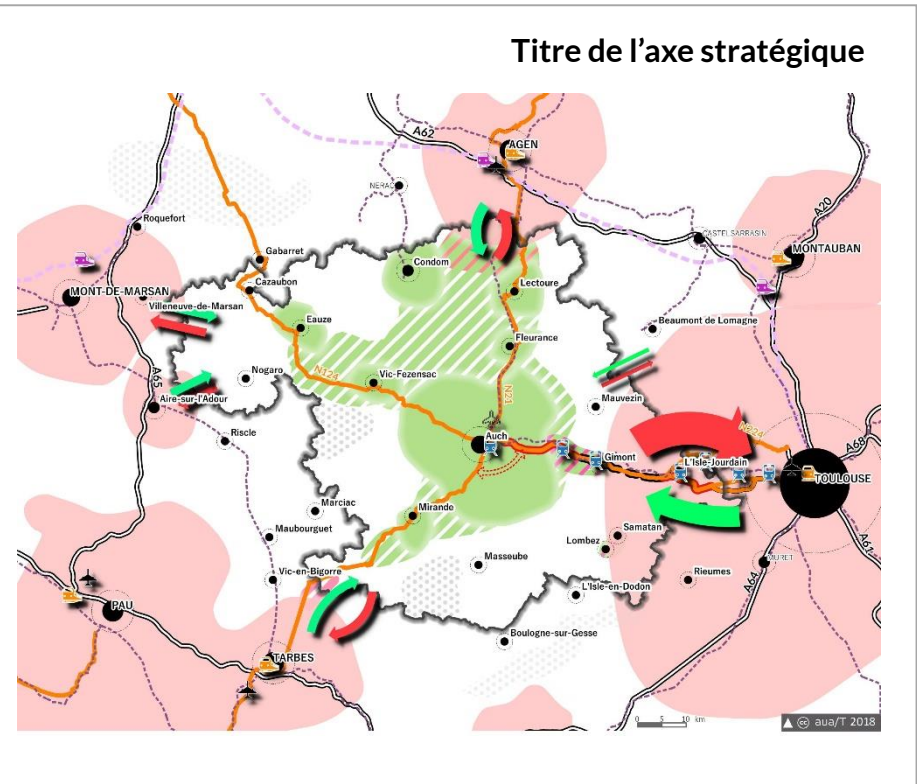 Titre de l’axe stratégique
A62
AGEN
NERAC
A20
Roquefort
CASTELSARRASIN
MONTAUBAN
Gabarret
Condom
Cazaubon
Lectoure
MONT-DE-MARSAN
Villeneuve-de-Marsan
Eauze
Beaumont de Lomagne
Fleurance
N124
Nogaro
Vic-Fezensac
N21
A65
Aire-sur-l'Adour
Mauvezin
Riscle
Auch
N224
A68
Gimont
L'Isle-Jourdain
TOULOUSE
Marciac
Mirande
Maubourguet
Samatan
Lombez
A61
Masseube
MURET
Vic-en-Bigorre
Rieumes
A64
L'Isle-en-Dodon
PAU
Boulogne-sur-Gesse
TARBES
0 5 10 km
cc aua/T 2018